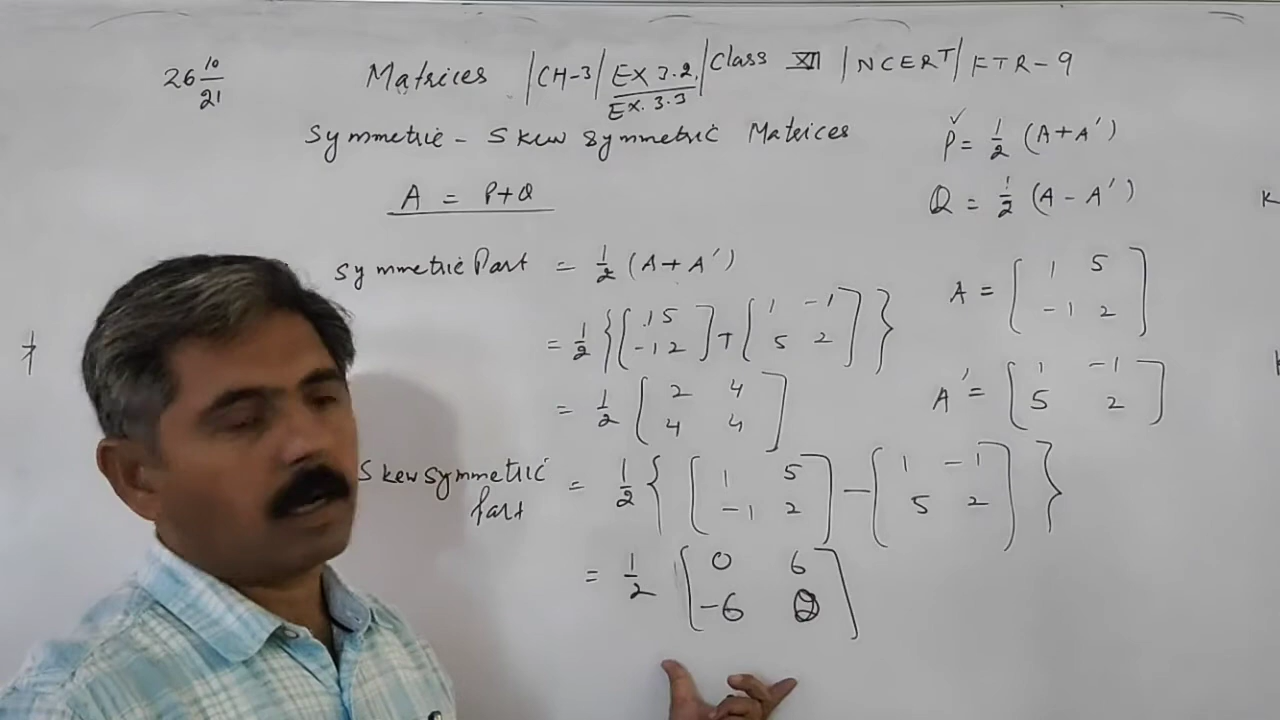 26 10/21 Matrices |CH-3| EX 3.2, |Class XII |NCERT| FTR-9
EX. 3.3
Symmetric - Skew Symmetric Matrices
P = 1/2 (A+A')
A = P+Q
Q = 1/2 (A - A')
Symmetric Part = 1/2 (A+A')
A = [1 5
-1 2]
= 1/2 {[1 5
-1 2] + [1 -1
5 2]}
A' = [1 -1
5 2]
= 1/2 [2 4
4 4]
Skew symmetric Part = 1/2 {[1 5
-1 2] - [1 -1
5 2]}
= 1/2 [0 6
-6 0]